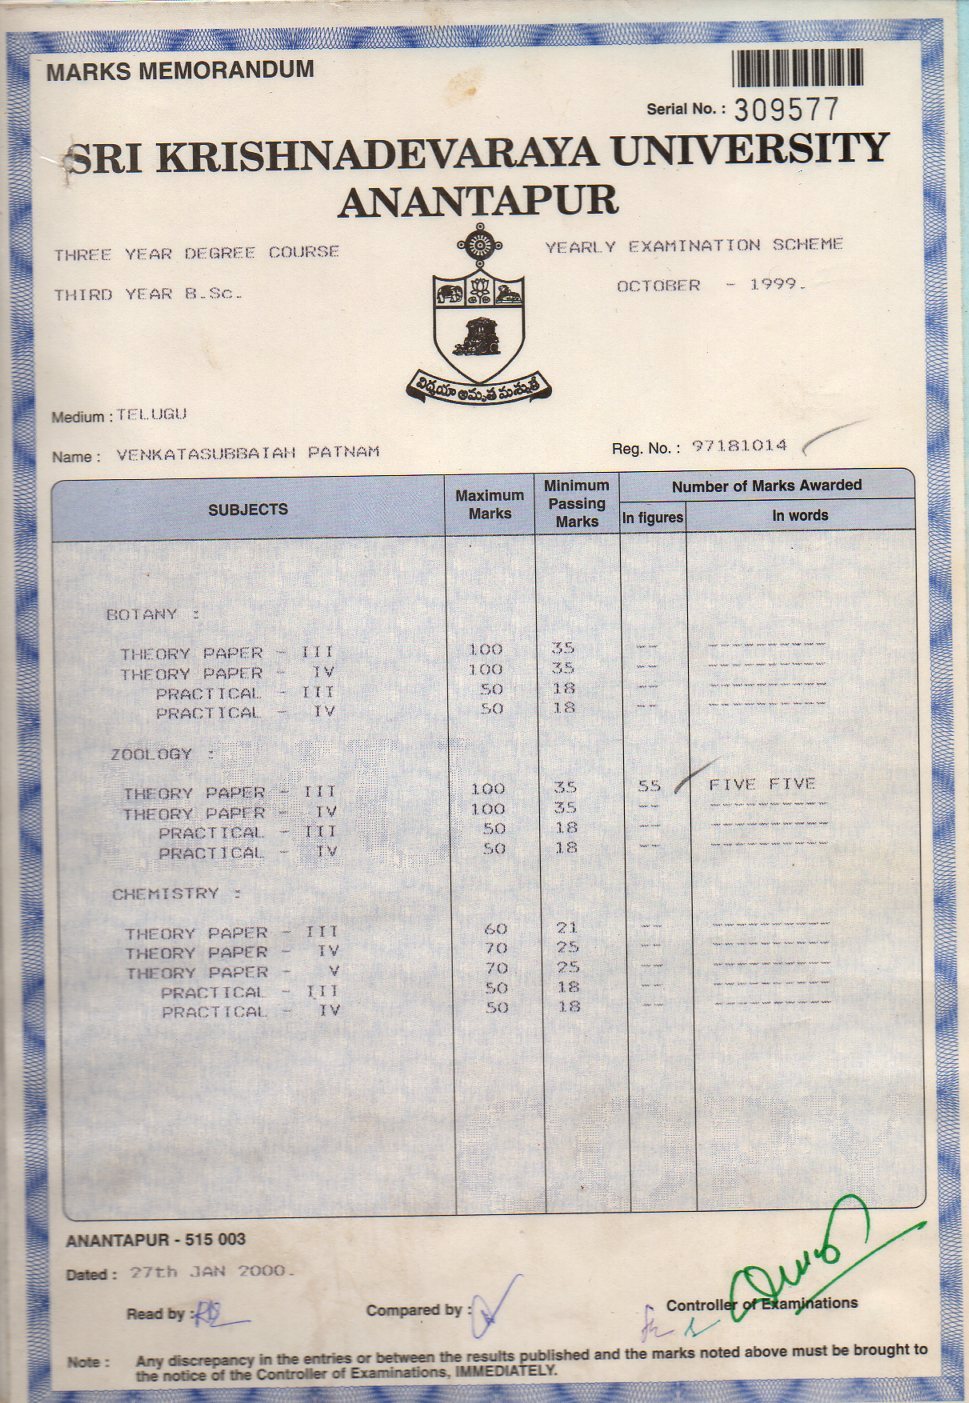 MARKS MEMORANDUM
Serial No. : 309577
SRI KRISHNADEVARAYA UNIVERSITY
ANANTAPUR
THREE YEAR DEGREE COURSE YEARLY EXAMINATION SCHEME
THIRD YEAR B.Sc. OCTOBER - 1999.
విద్యయా అమృత మశ్నుతే
Medium : TELUGU
Name : VENKATASUBBAIAH PATNAM Reg. No. : 97181014
SUBJECTS Maximum Marks Minimum Passing Marks Number of Marks Awarded
In figures In words
BOTANY :
THEORY PAPER - III 100 35 -- ----------
THEORY PAPER - IV 100 35 -- ----------
PRACTICAL - III 50 18 -- ----------
PRACTICAL - IV 50 18 -- ----------
ZOOLOGY :
THEORY PAPER - III 100 35 55 FIVE FIVE
THEORY PAPER - IV 100 35 -- ----------
PRACTICAL - III 50 18 -- ----------
PRACTICAL - IV 50 18 -- ----------
CHEMISTRY :
THEORY PAPER - III 60 21 -- ----------
THEORY PAPER - IV 70 25 -- ----------
THEORY PAPER - V 70 25 -- ----------
PRACTICAL - III 50 18 -- ----------
PRACTICAL - IV 50 18 -- ----------
ANANTAPUR - 515 003
Dated : 27th JAN 2000.
Read by : Compared by : Controller of Examinations
Note : Any discrepancy in the entries or between the results published and the marks noted above must be brought to
the notice of the Controller of Examinations, IMMEDIATELY.